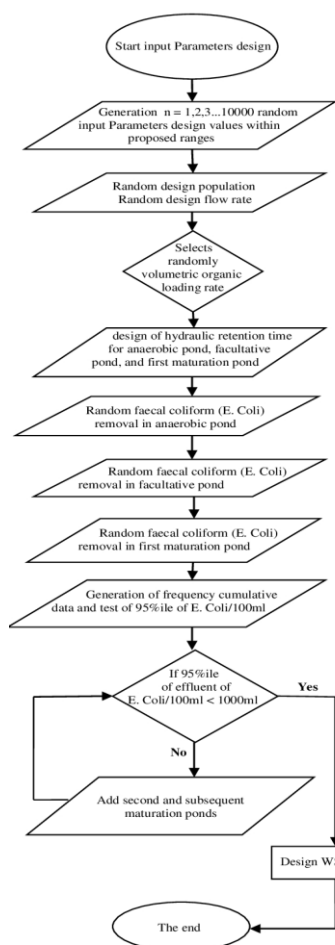 Start input Parameters design
Generation n = 1,2,3...10000 random
input Parameters design values within
proposed ranges
Random design population
Random design flow rate
Selects
randomly
volumetric organic
loading rate
design of hydraulic retention time
for anaerobic pond, facultative
pond, and first maturation pond
Random faecal coliform (E. Coli)
removal in anaerobic pond
Random faecal coliform (E. Coli)
removal in facultative pond
Random faecal coliform (E. Coli)
removal in first maturation pond
Generation of frequency cumulative
data and test of 95%ile of E. Coli/100ml
If 95%ile
of effluent of
E. Coli/100ml < 1000ml
Yes
No
Add second and subsequent
maturation ponds
Design W
The end